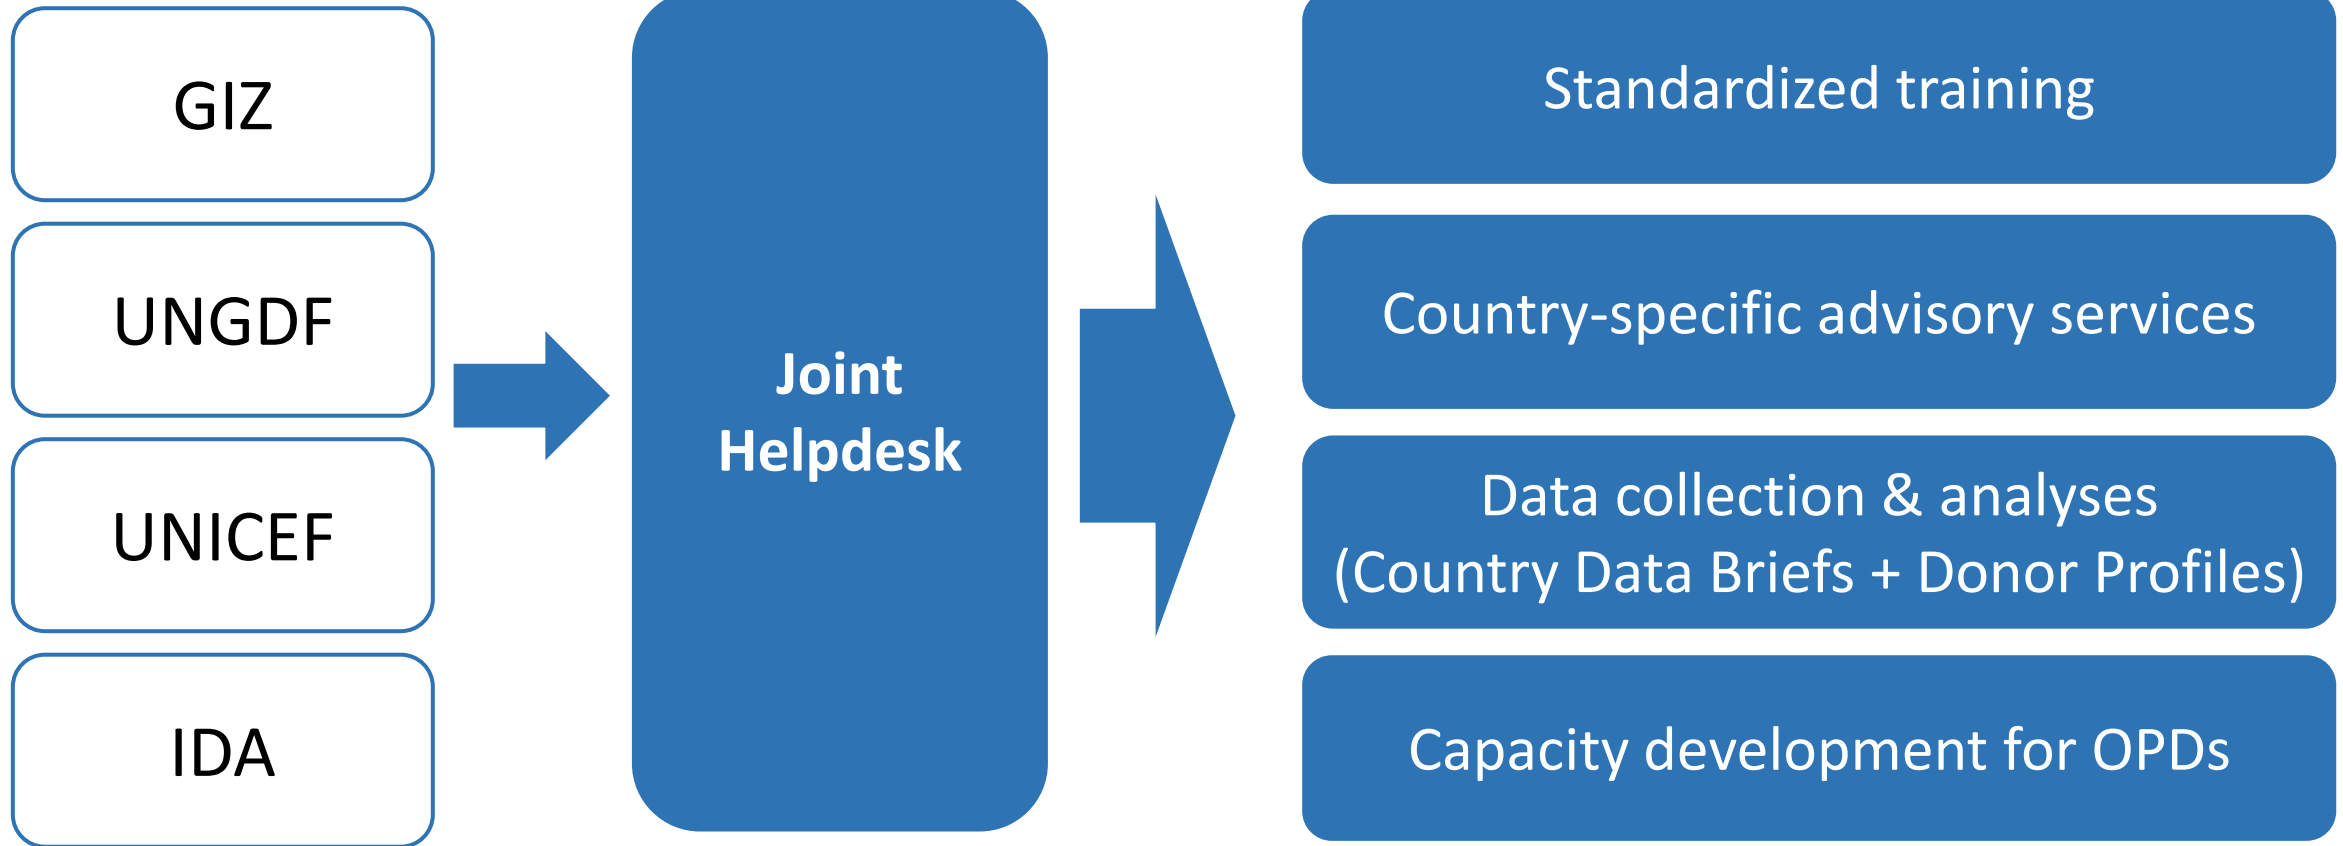 GIZ
UNGDF
UNICEF
IDA
Joint
Helpdesk
Standardized training
Country-specific advisory services
Data collection & analyses
(Country Data Briefs + Donor Profiles)
Capacity development for OPDs